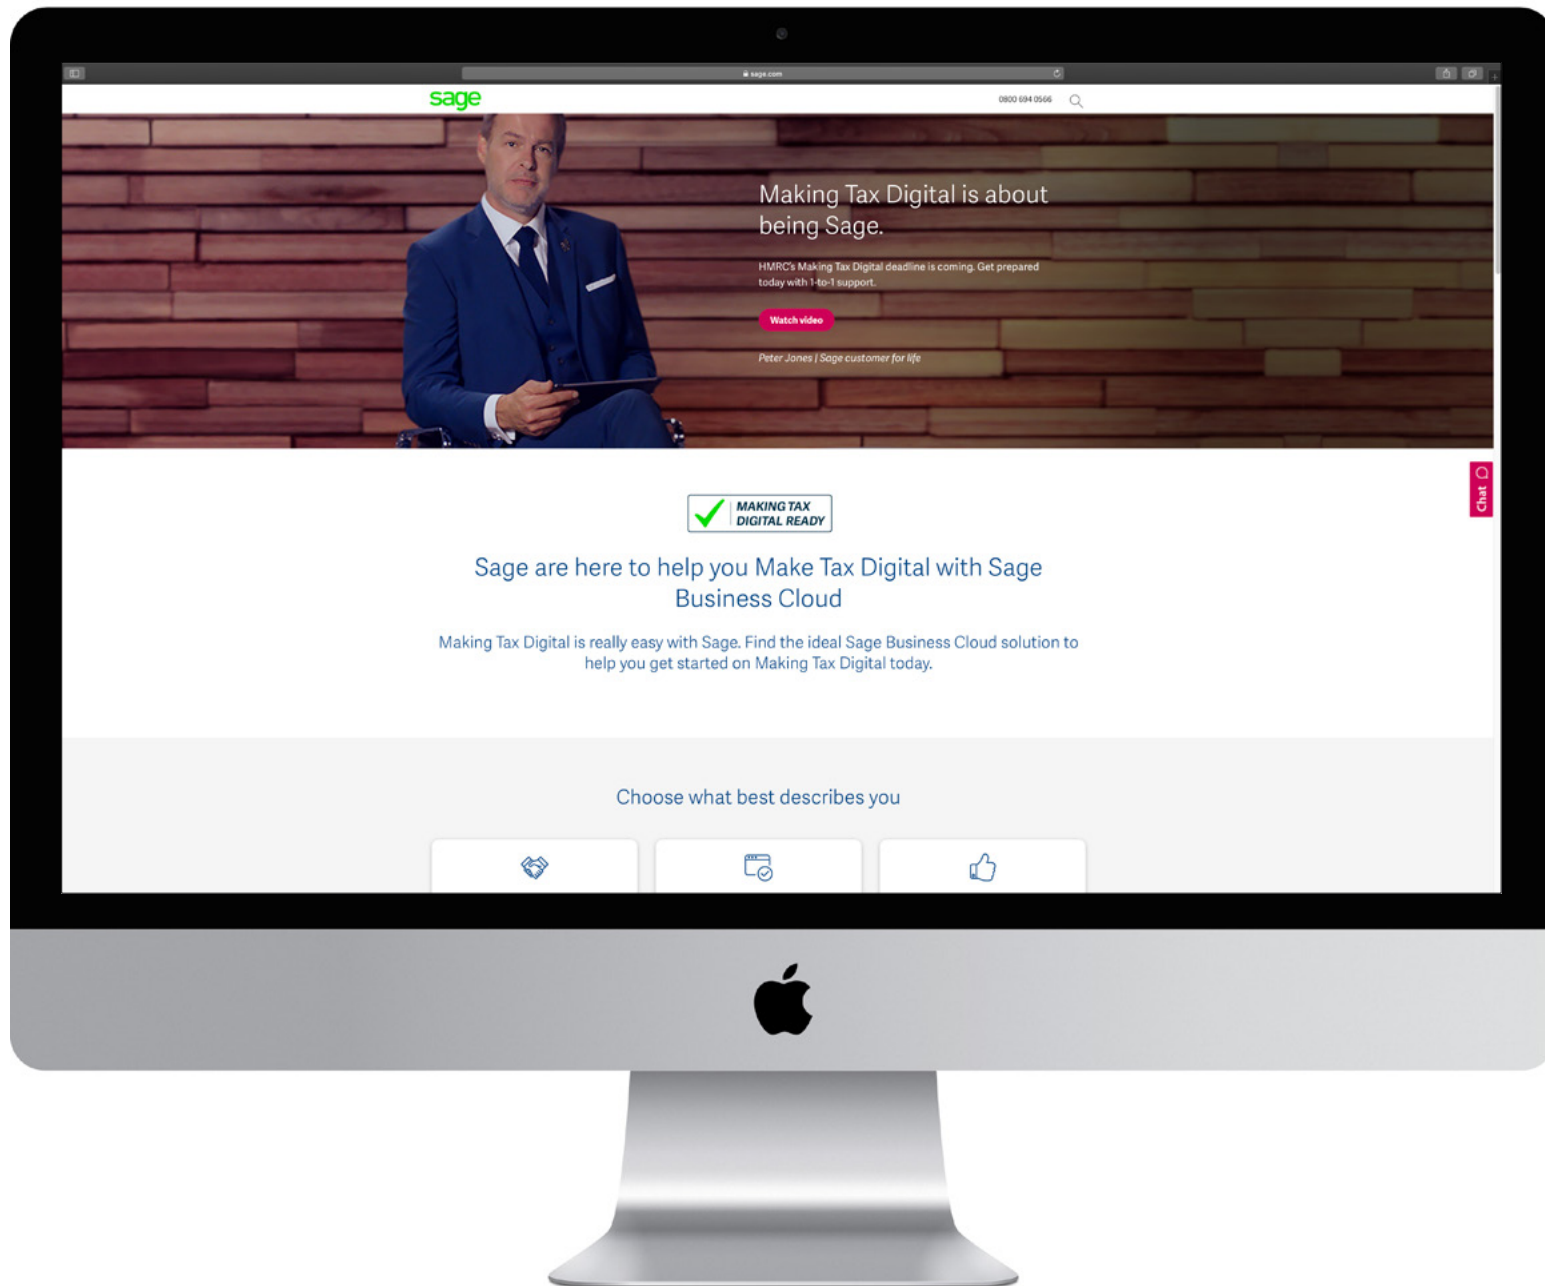 sage.com
sage
0800 694 0566
Making Tax Digital is about
being Sage.
HMRC's Making Tax Digital deadline is coming. Get prepared
today with 1-to-1 support.
Watch video
Peter Jones | Sage customer for life
Chat
MAKING TAX
DIGITAL READY
Sage are here to help you Make Tax Digital with Sage
Business Cloud
Making Tax Digital is really easy with Sage. Find the ideal Sage Business Cloud solution to
help you get started on Making Tax Digital today.
Choose what best describes you